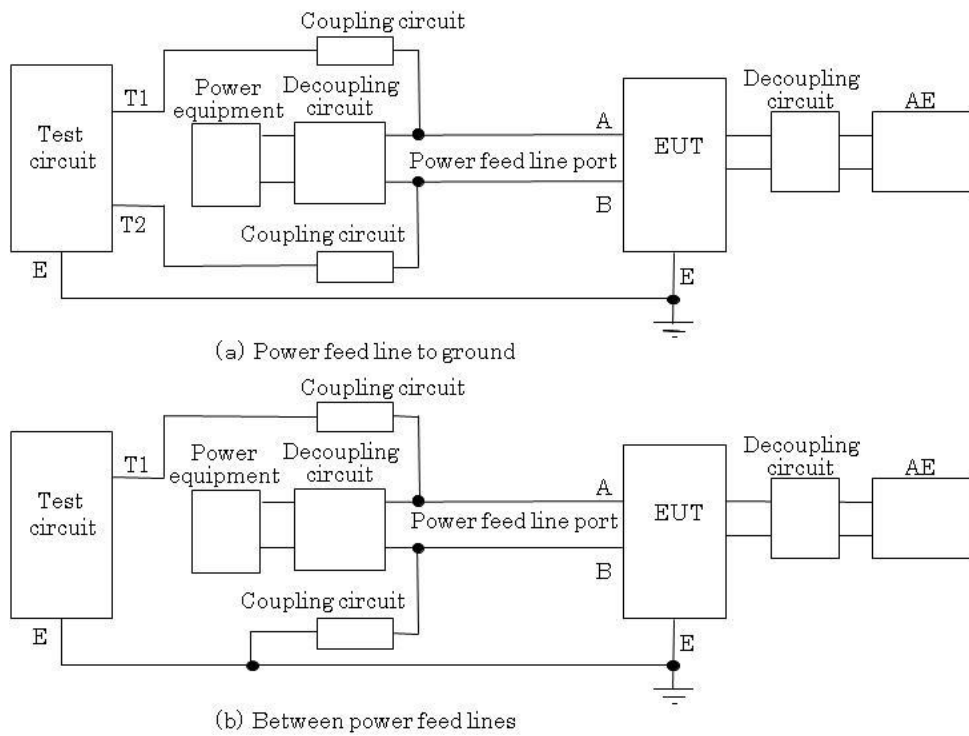 Coupling circuit
T1
Power
equipment
Decoupling
circuit
Decoupling
circuit
AE
Test
circuit
A
EUT
Power feed line port
B
T2
Coupling circuit
E
E
(a) Power feed line to ground
Coupling circuit
T1
Power
equipment
Decoupling
circuit
Decoupling
circuit
AE
Test
circuit
A
EUT
Power feed line port
B
Coupling circuit
E
E
(b) Between power feed lines